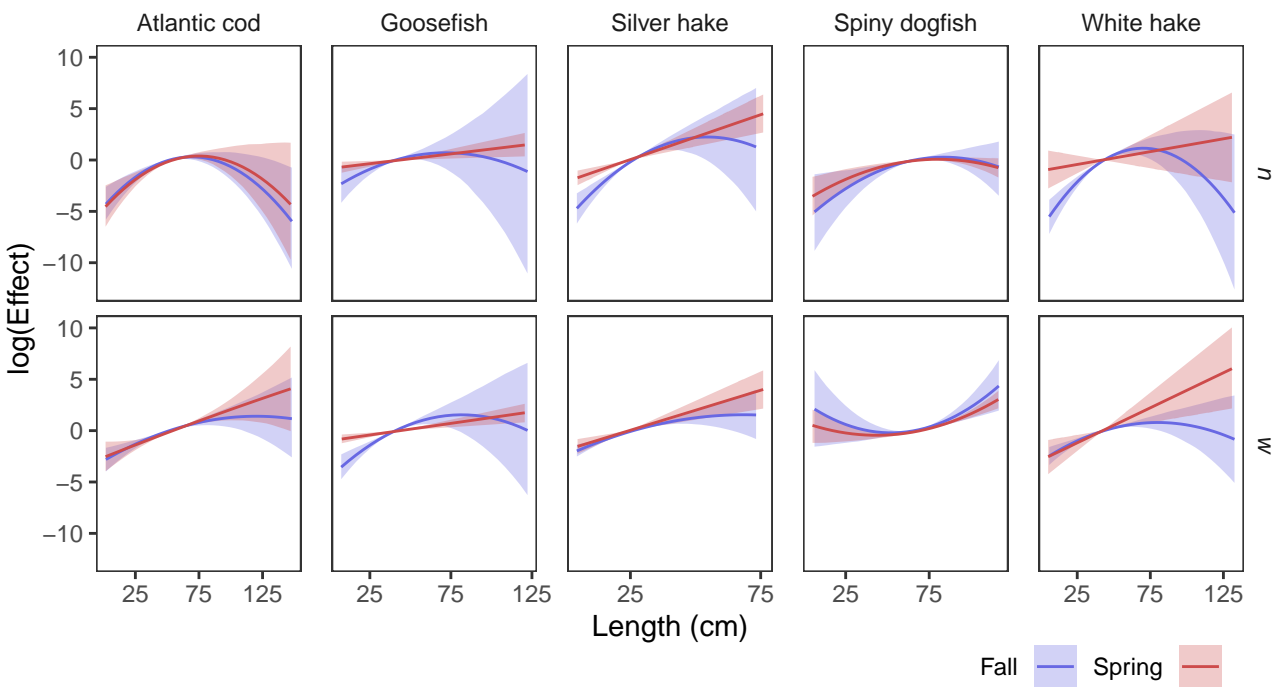 Atlantic cod Goosefish Silver hake Spiny dogfish White hake
10
5
0
−5
−10
n
10
5
0
−5
−10
w
log(Effect)
25 75 125 25 75 125 25 75 25 75 25 75 125
Length (cm)
Fall Spring